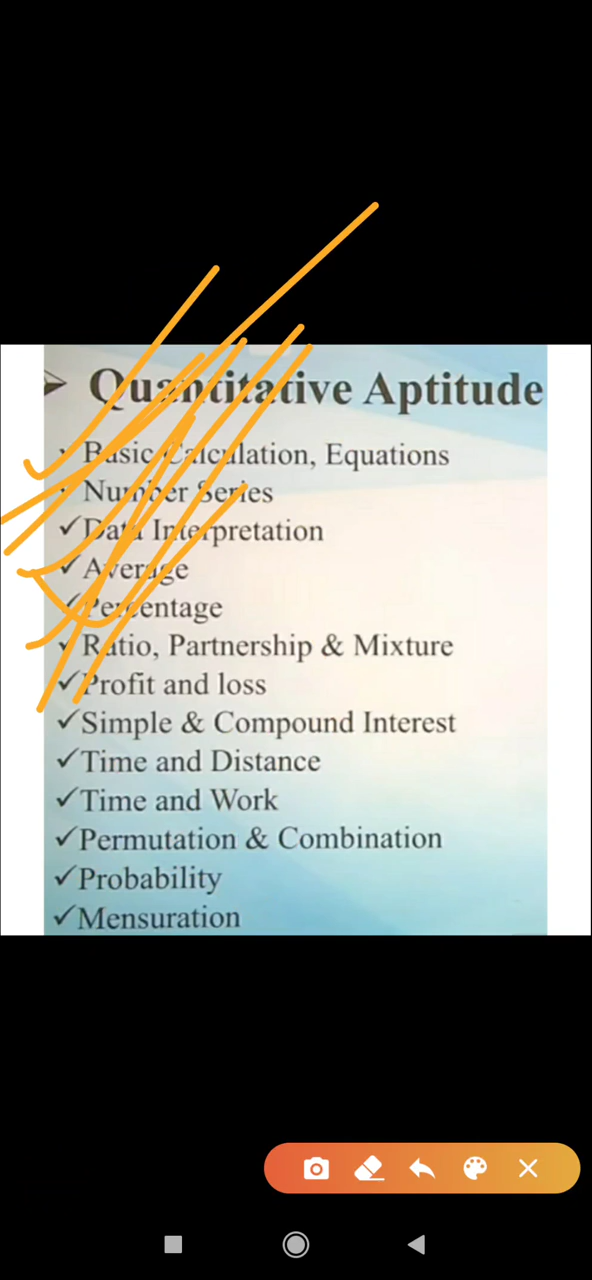 Quantitative Aptitude
Basic Calculation, Equations
Number Series
Data Interpretation
Average
Percentage
Ratio, Partnership & Mixture
Profit and loss
Simple & Compound Interest
Time and Distance
Time and Work
Permutation & Combination
Probability
Mensuration